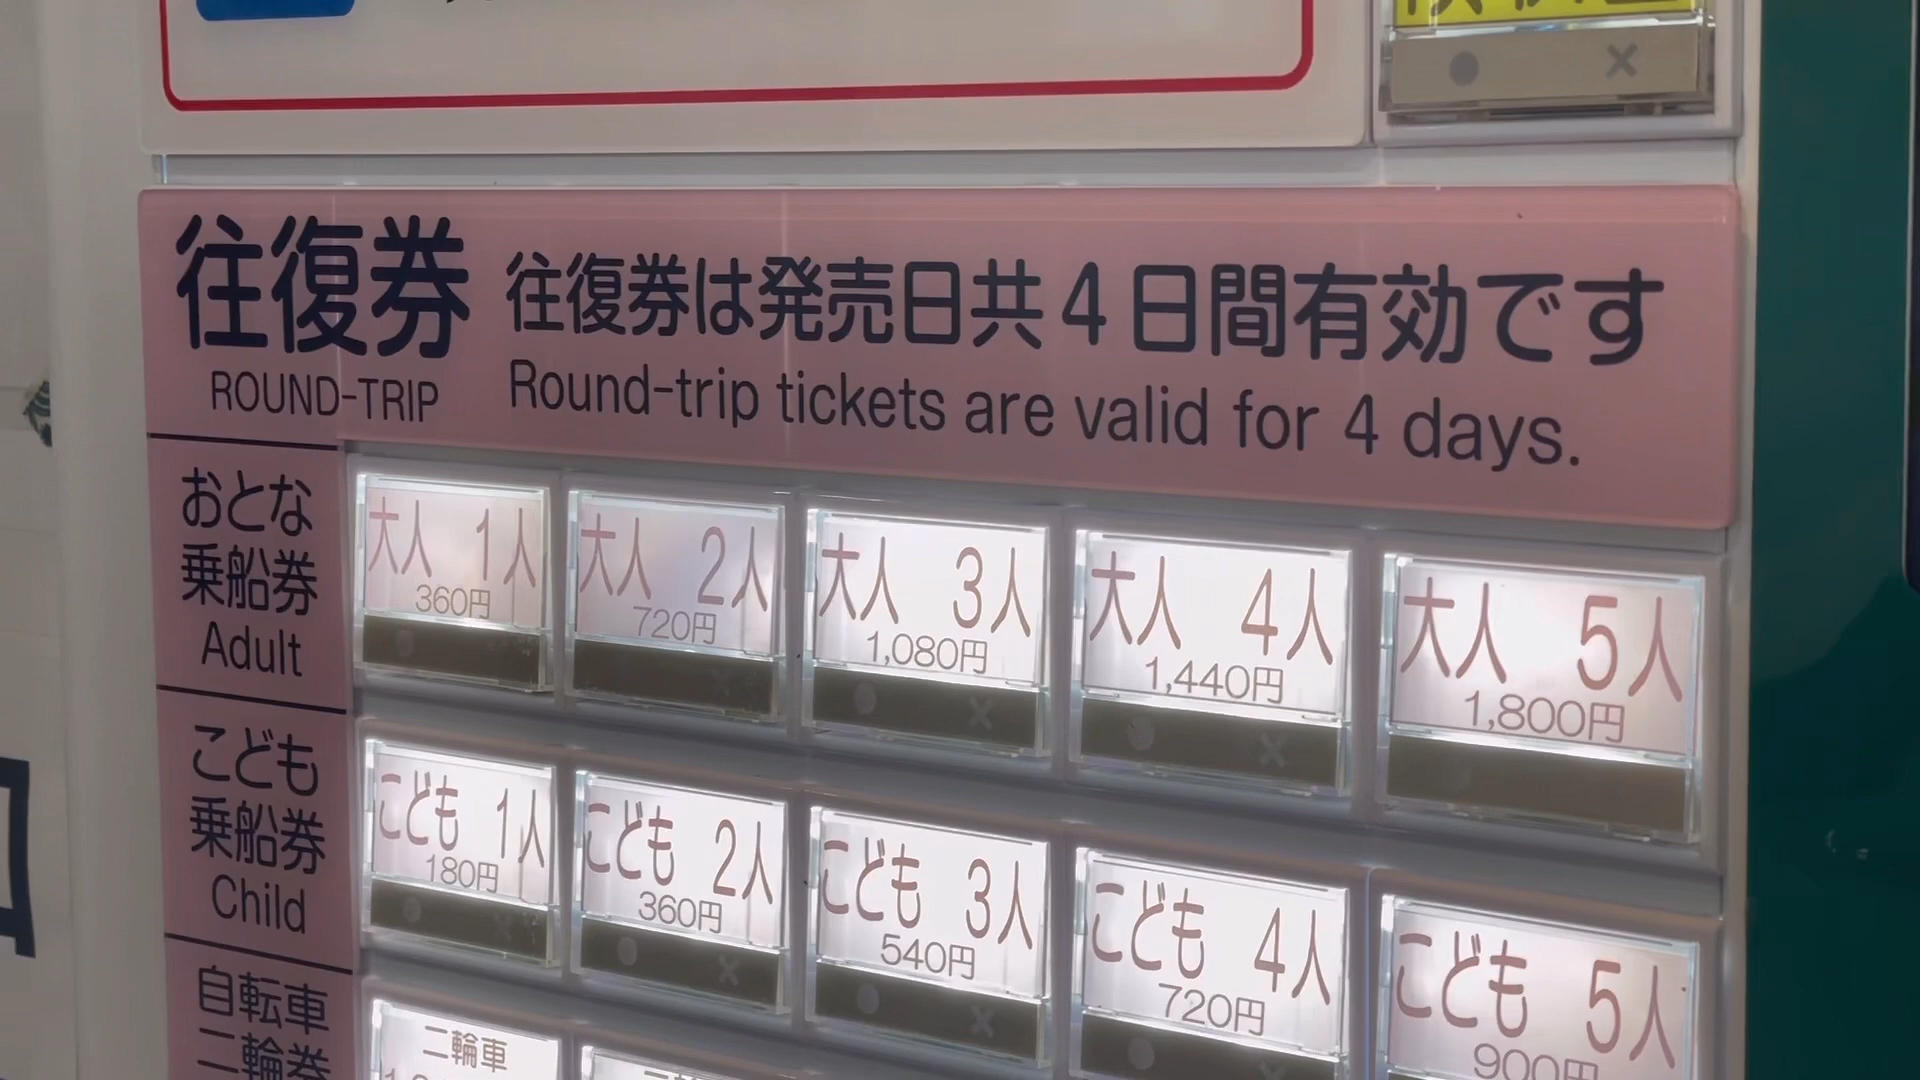 往復券
ROUND-TRIP
往復券は発売日共4日間有効です
Round-trip tickets are valid for 4 days.
おとな
乗船券
Adult
大人 1人
360円
大人 2人
720円
大人 3人
1,080円
大人 4人
1,440円
大人 5人
1,800円
こども
乗船券
Child
こども 1人
180円
こども 2人
360円
こども 3人
540円
こども 4人
720円
こども 5人
900円
自転車
二輪券
二輪車